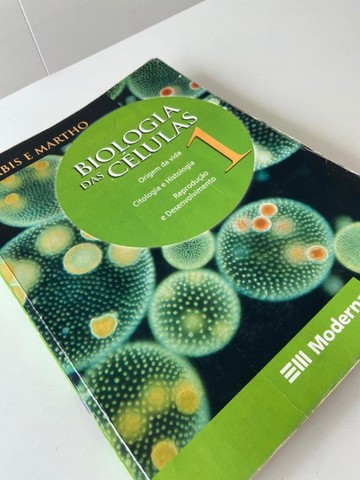 BIS E MARTHO
BIOLOGIA
DAS CÉLULAS
1
Origem da vida
Citologia e Histologia
Reprodução
e Desenvolvimento
Moderna